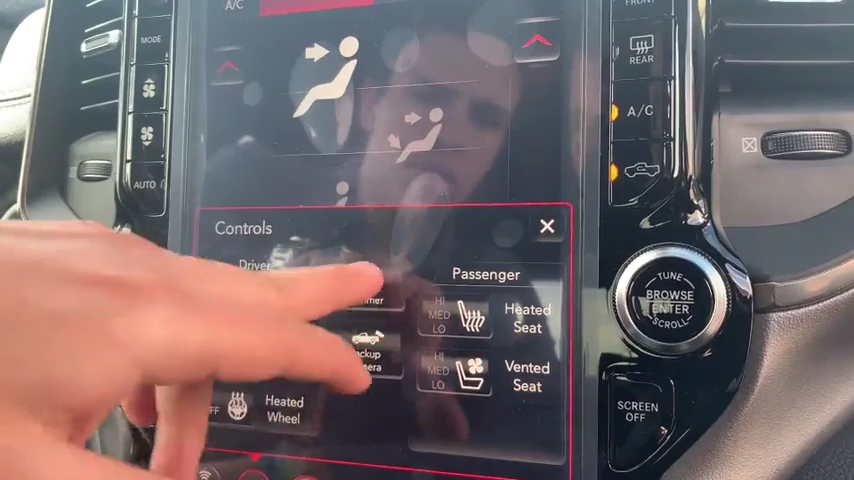 A/C
FRONT
MODE
REAR
A/C
AUTO
Controls
Driver
Passenger
HI
MED
LO
Heated
Seat
HI
MED
LO
Vented
Seat
Heated
Wheel
TUNE
BROWSE
ENTER
SCROLL
SCREEN
OFF